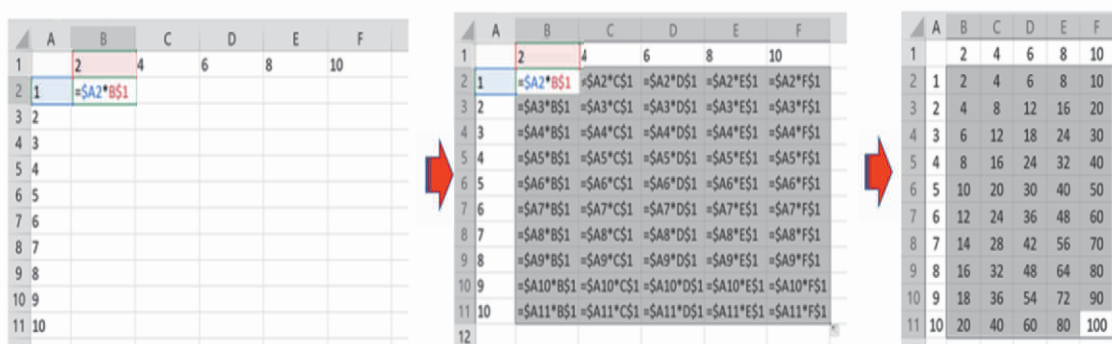 A B C D E F
1 2 4 6 8 10
2 1 =$A2*B$1
3 2
4 3
5 4
6 5
7 6
8 7
9 8
10 9
11 10
A B C D E F
1 2 4 6 8 10
2 1 =$A2*B$1 =$A2*C$1 =$A2*D$1 =$A2*E$1 =$A2*F$1
3 2 =$A3*B$1 =$A3*C$1 =$A3*D$1 =$A3*E$1 =$A3*F$1
4 3 =$A4*B$1 =$A4*C$1 =$A4*D$1 =$A4*E$1 =$A4*F$1
5 4 =$A5*B$1 =$A5*C$1 =$A5*D$1 =$A5*E$1 =$A5*F$1
6 5 =$A6*B$1 =$A6*C$1 =$A6*D$1 =$A6*E$1 =$A6*F$1
7 6 =$A7*B$1 =$A7*C$1 =$A7*D$1 =$A7*E$1 =$A7*F$1
8 7 =$A8*B$1 =$A8*C$1 =$A8*D$1 =$A8*E$1 =$A8*F$1
9 8 =$A9*B$1 =$A9*C$1 =$A9*D$1 =$A9*E$1 =$A9*F$1
10 9 =$A10*B$1 =$A10*C$1 =$A10*D$1 =$A10*E$1 =$A10*F$1
11 10 =$A11*B$1 =$A11*C$1 =$A11*D$1 =$A11*E$1 =$A11*F$1
12
A B C D E F
1 2 4 6 8 10
2 1 2 4 6 8 10
3 2 4 8 12 16 20
4 3 6 12 18 24 30
5 4 8 16 24 32 40
6 5 10 20 30 40 50
7 6 12 24 36 48 60
8 7 14 28 42 56 70
9 8 16 32 48 64 80
10 9 18 36 54 72 90
11 10 20 40 60 80 100